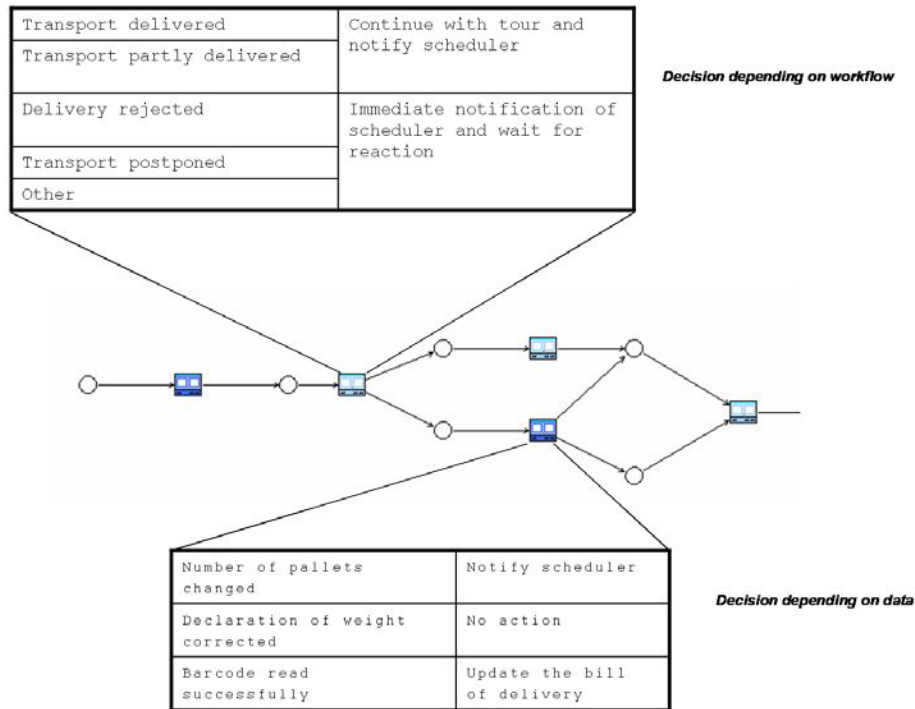 Transport delivered
Continue with tour and
notify scheduler
Transport partly delivered
Decision depending on workflow
Delivery rejected
Immediate notification of
scheduler and wait for
reaction
Transport postponed
Other
Number of pallets
changed
Notify scheduler
Decision depending on data
Declaration of weight
corrected
No action
Barcode read
successfully
Update the bill
of delivery